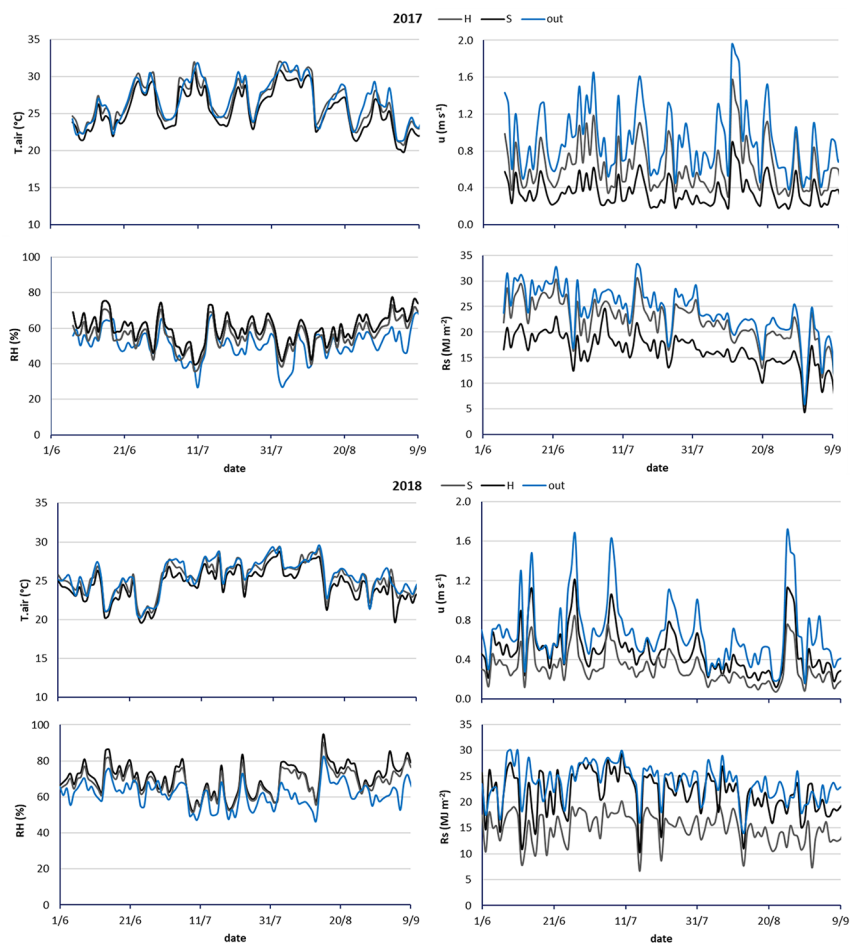 2017 H S out
35
30
25
20
15
10
T.air (°C)
2.0
1.6
1.2
0.8
0.4
0.0
u (m s⁻¹)
100
80
60
40
20
0
RH (%)
1/6 21/6 11/7 31/7 20/8 9/9
date
35
30
25
20
15
10
5
0
Rs (MJ m⁻²)
1/6 21/6 11/7 31/7 20/8 9/9
date
2018 S H out
35
30
25
20
15
10
T.air (°C)
2.0
1.6
1.2
0.8
0.4
0.0
u (m s⁻¹)
100
80
60
40
20
0
RH (%)
1/6 21/6 11/7 31/7 20/8 9/9
date
35
30
25
20
15
10
5
0
Rs (MJ m⁻²)
1/6 21/6 11/7 31/7 20/8 9/9
date